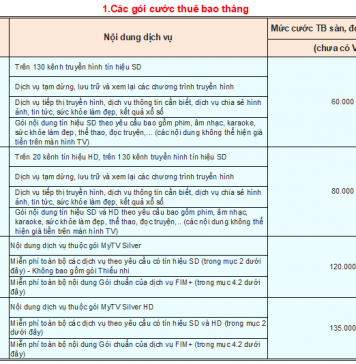 1.Các gói cước thuê bao tháng
Nội dung dịch vụ
Mức cước TB sàn, đồ
(chưa có V
Trên 130 kênh truyền hình tín hiệu SD
Dịch vụ tạm dừng, lưu trữ và xem lại các chương trình truyền hình
Dịch vụ tiếp thị truyền hình, dịch vụ thông tin cần biết, dịch vụ chia sẻ hình
ảnh, tin tức, sức khỏe làm đẹp, kết quả xổ số
Gói nội dung tín hiệu SD theo yêu cầu bao gồm phim, âm nhạc, karaoke,
sức khỏe làm đẹp, thể thao, đọc truyện,... (các nội dung không thể hiện giá
tiền trên màn hình TV)
60.000
Trên 20 kênh tín hiệu HD, trên 130 kênh truyền hình tín hiệu SD
Dịch vụ tạm dừng, lưu trữ và xem lại các chương trình truyền hình
Dịch vụ tiếp thị truyền hình, dịch vụ thông tin cần biết, dịch vụ chia sẻ hình
ảnh, tin tức, sức khỏe làm đẹp, kết quả xổ số
Gói nội dung tín hiệu SD và HD theo yêu cầu bao gồm phim, âm nhạc,
karaoke, sức khỏe làm đẹp, thể thao, đọc truyện,.. (các nội dung không thể
hiện giá tiền trên màn hình TV)
80.000
Nội dung dịch vụ thuộc gói MyTV Silver
Miễn phí toàn bộ các dịch vụ theo yêu cầu có tín hiệu SD (trong mục 2 dưới
đây) - Không bao gồm gói Thiếu nhi
Miễn phí toàn bộ nội dung Gói chuẩn của dịch vụ FIM+ (trong mục 4.2 dưới
đây)
120.000
Nội dung dịch vụ thuộc gói MyTV Silver HD
Miễn phí toàn bộ các dịch vụ theo yêu cầu có tín hiệu SD và HD (trong mục 2
dưới đây)
Miễn phí toàn bộ nội dung Gói chuẩn của dịch vụ FIM+ (trong mục 4.2 dưới
đây)
135.000